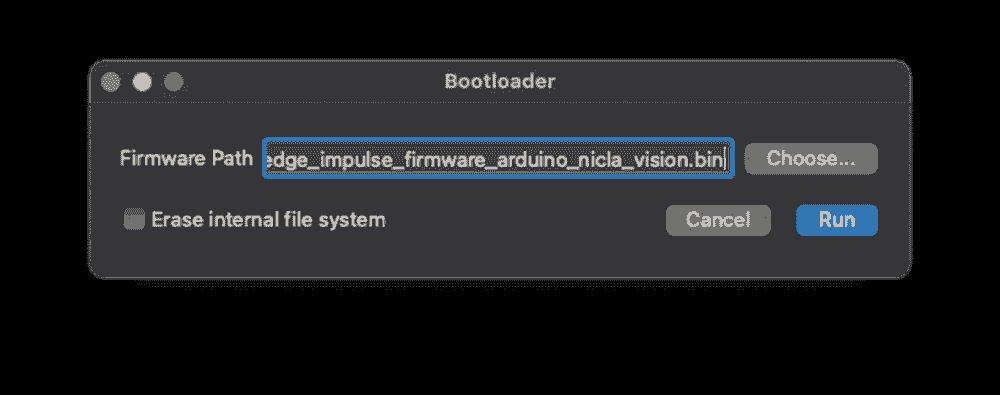 Bootloader
Firmware Path edge_impulse_firmware_arduino_nicla_vision.bin Choose...
Erase internal file system Cancel Run